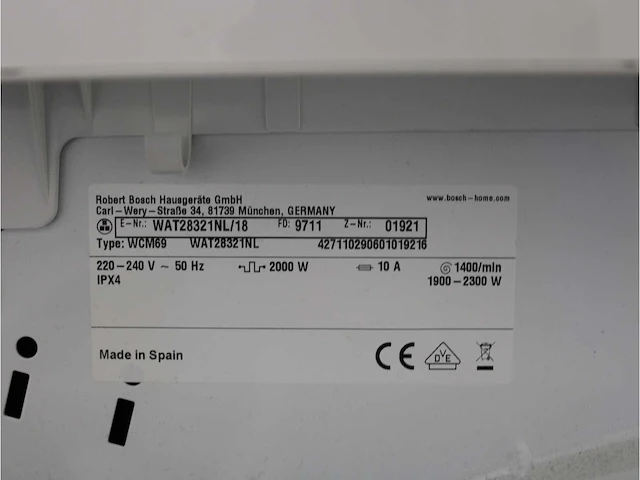 Robert Bosch Hausgeräte GmbH
www.bosch-home.com
Carl-Wery-Straße 34, 81739 München, GERMANY
E-Nr.: WAT28321NL/18 FD: 9711 Z-Nr.: 01921
Type: WCM69 WAT28321NL 427110290601019216
220-240 V ~ 50 Hz 2000 W 10 A 1400/min
IPX4 1900-2300 W
Made in Spain CE DVE